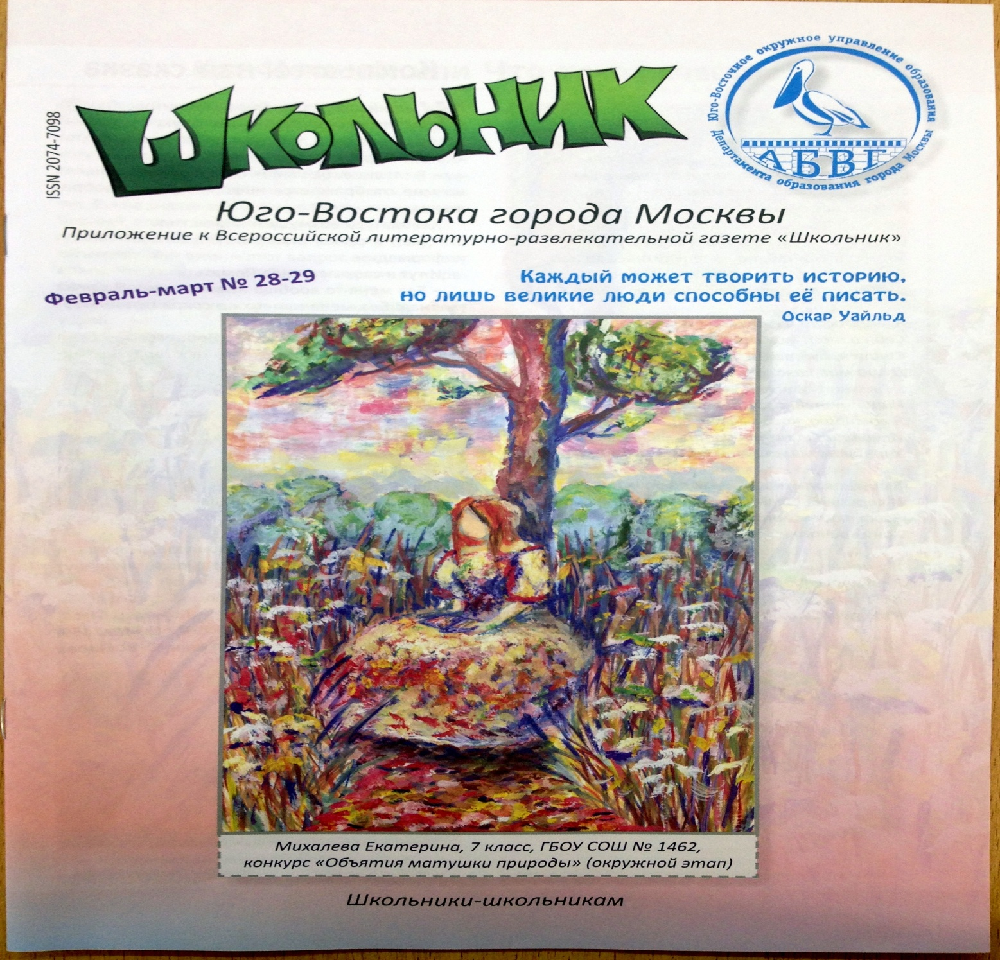 ISSN 2074-7098
Школьник
Юго-Восточное окружное управление образования
Департамента образования города Москвы
АБВГ
Юго-Востока города Москвы
Приложение к Всероссийской литературно-развлекательной газете «Школьник»
Февраль-март № 28-29
Каждый может творить историю,
но лишь великие люди способны её писать.
Оскар Уайльд
Михалева Екатерина, 7 класс, ГБОУ СОШ № 1462,
конкурс «Объятия матушки природы» (окружной этап)
Школьники-школьникам